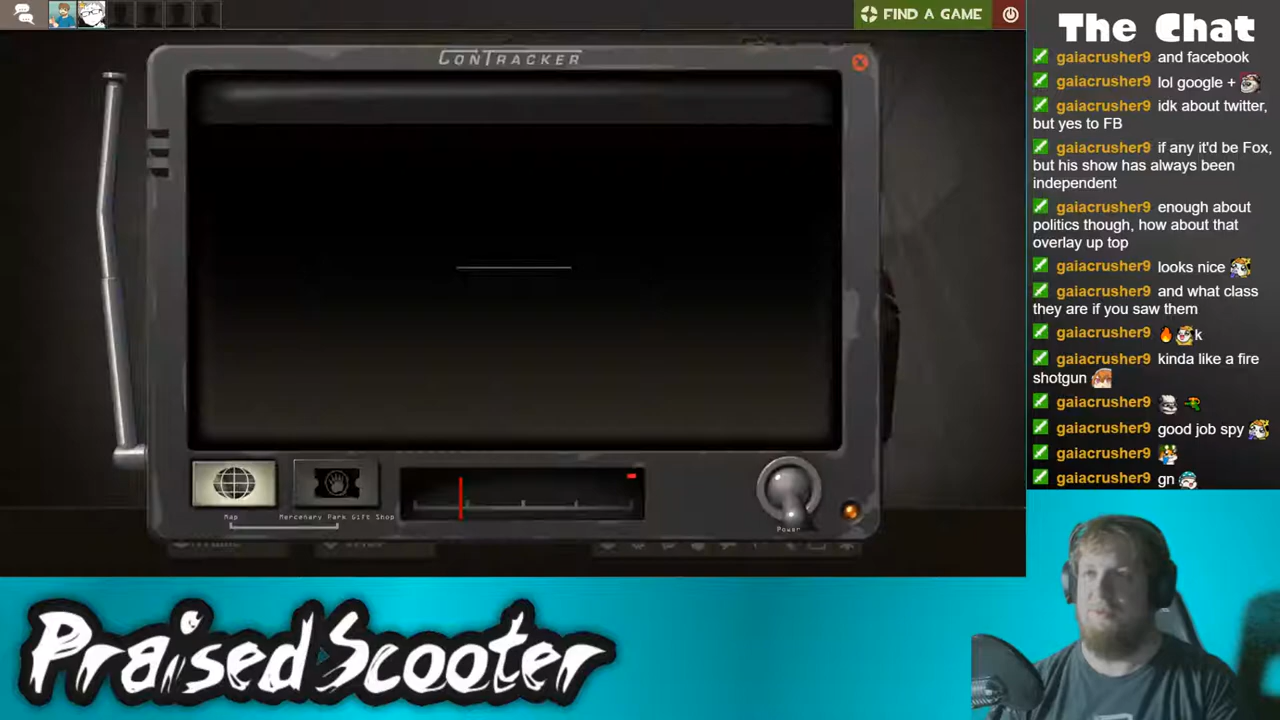 FIND A GAME
CONTRACKER
Map
Mercenary Park Gift Shop
Power
The Chat
gaiacrusher9 and facebook
gaiacrusher9 lol google +
gaiacrusher9 idk about twitter,
but yes to FB
gaiacrusher9 if any it'd be Fox,
but his show has always been
independent
gaiacrusher9 enough about
politics though, how about that
overlay up top
gaiacrusher9 looks nice
gaiacrusher9 and what class
they are if you saw them
gaiacrusher9 k
gaiacrusher9 kinda like a fire
shotgun
gaiacrusher9
gaiacrusher9 good job spy
gaiacrusher9
gaiacrusher9 gn
PraisedScooter